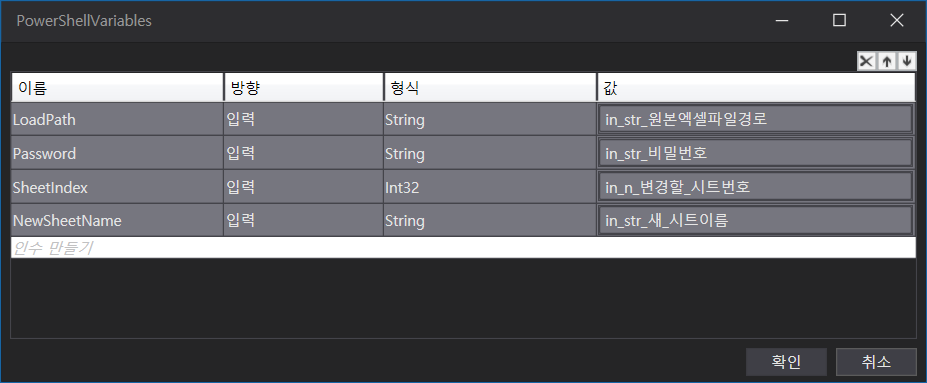 PowerShellVariables
이름 방향 형식 값
LoadPath 입력 String in_str_원본엑셀파일경로
Password 입력 String in_str_비밀번호
SheetIndex 입력 Int32 in_n_변경할_시트번호
NewSheetName 입력 String in_str_새_시트이름
인수 만들기
확인 취소